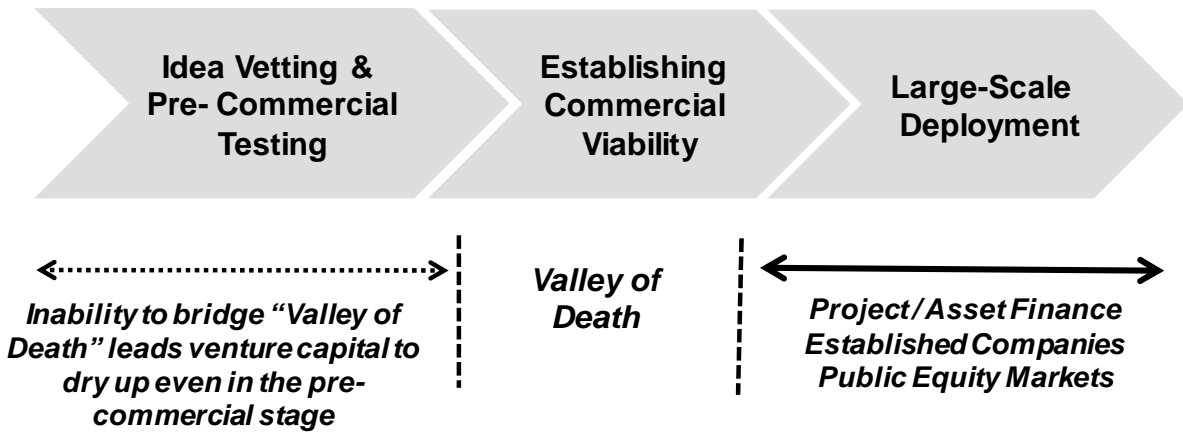 Idea Vetting &
Pre- Commercial
Testing
Establishing
Commercial
Viability
Large-Scale
Deployment
Inability to bridge “Valley of
Death” leads venture capital to
dry up even in the pre-
commercial stage
Valley of
Death
Project / Asset Finance
Established Companies
Public Equity Markets